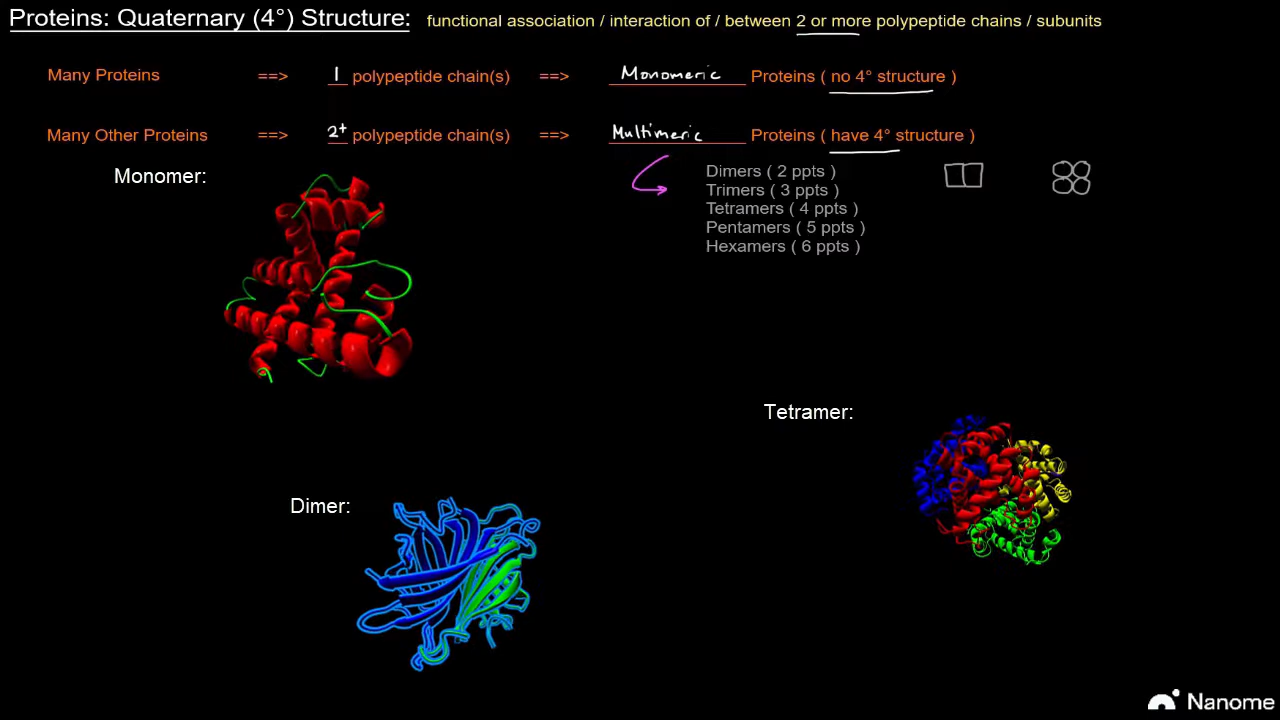 Proteins: Quaternary (4°) Structure: functional association / interaction of / between 2 or more polypeptide chains / subunits
Many Proteins ==> 1 polypeptide chain(s) ==> Monomeric Proteins ( no 4° structure )
Many Other Proteins ==> 2+ polypeptide chain(s) ==> Multimeric Proteins ( have 4° structure )
Monomer:
Dimers ( 2 ppts )
Trimers ( 3 ppts )
Tetramers ( 4 ppts )
Pentamers ( 5 ppts )
Hexamers ( 6 ppts )
Tetramer:
Dimer:
Nanome